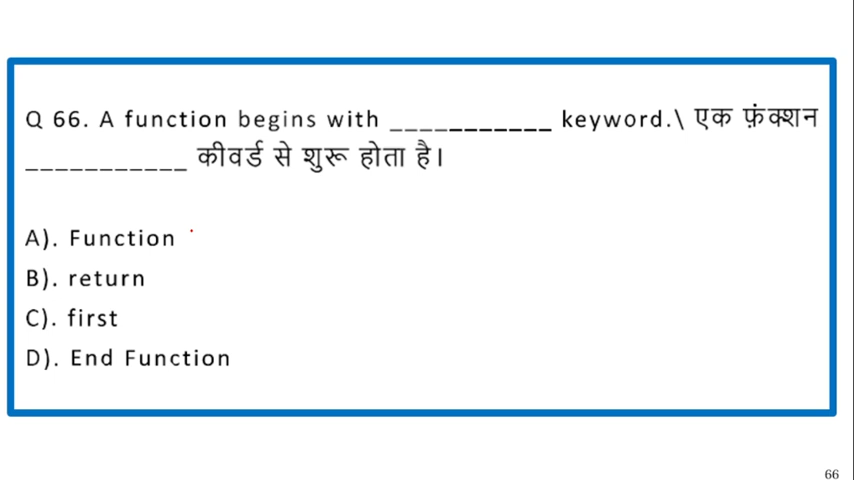 Q 66. A function begins with ___________ keyword.\ एक फ़ंक्शन
___________ कीवर्ड से शुरू होता है।
A). Function
B). return
C). first
D). End Function
66